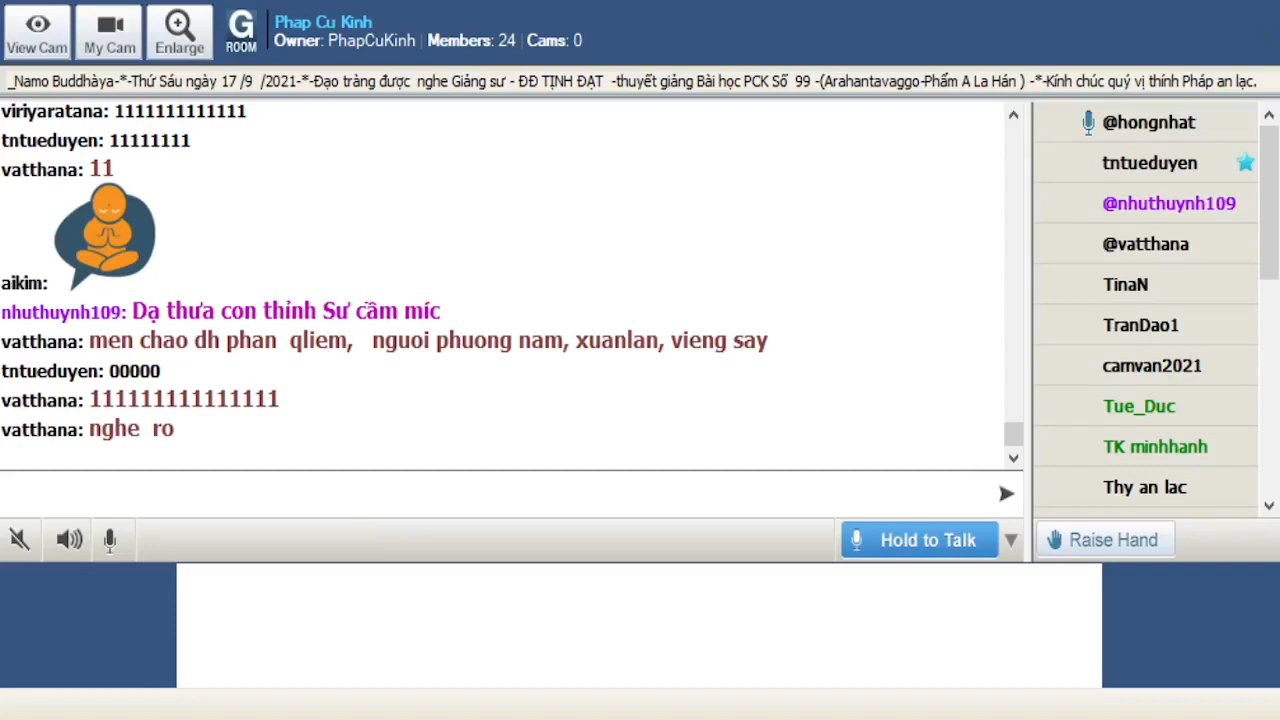 View Cam
My Cam
Enlarge
G
ROOM
Phap Cu Kinh
Owner: PhapCuKinh | Members: 24 | Cams: 0
_Namo Buddhàya-*-Thứ Sáu ngày 17 /9 /2021-*-Đạo tràng được nghe Giảng sư - ĐĐ TỊNH ĐẠT -thuyết giảng Bài học PCK Số 99 -(Arahantavaggo-Phẩm A La Hán ) -*-Kính chúc quý vị thính Pháp an lạc.
viriyaratana: 1111111111111
tntueduyen: 11111111
vatthana: 11
aikim:
nhuthuynh109: Dạ thưa con thỉnh Sư cầm míc
vatthana: men chao dh phan qliem, nguoi phuong nam, xuanlan, vieng say
tntueduyen: 00000
vatthana: 111111111111111
vatthana: nghe ro
@hongnhat
tntueduyen
@nhuthuynh109
@vatthana
TinaN
TranDao1
camvan2021
Tue_Duc
TK minhhanh
Thy an lac
Hold to Talk
Raise Hand